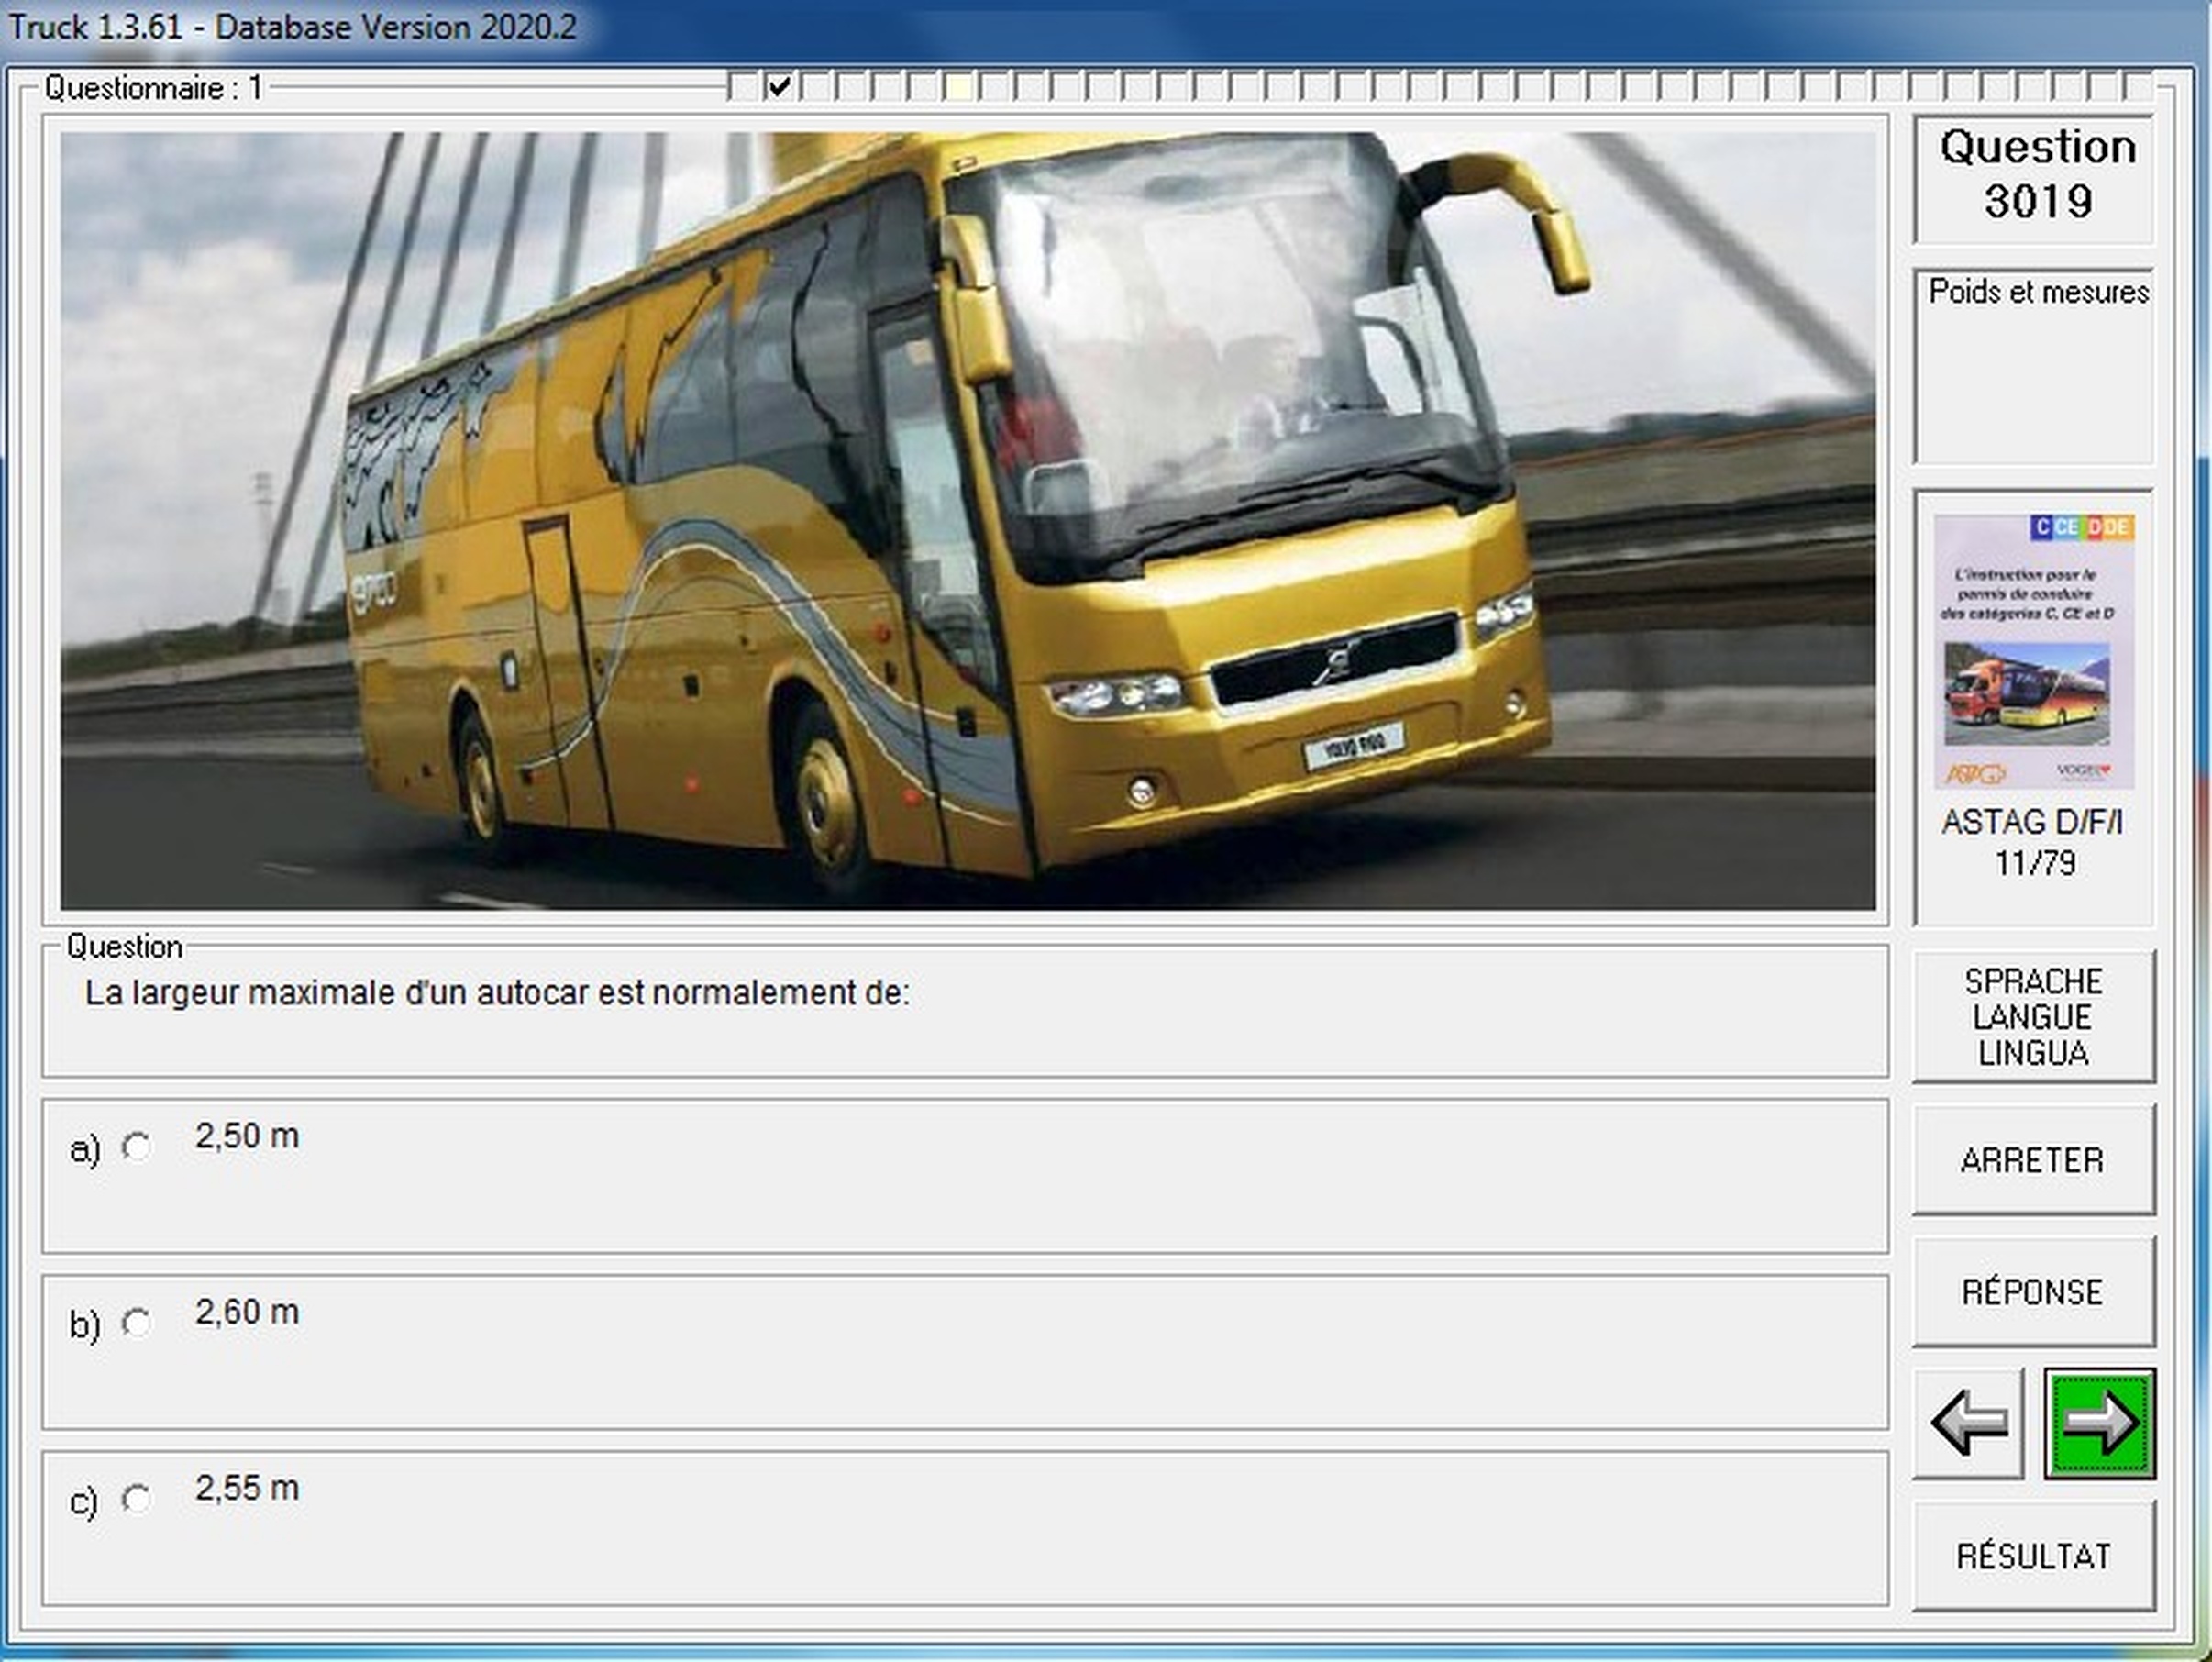 Truck 1.3.61 - Database Version 2020.2
Questionnaire : 1
Question
3019
Poids et mesures
C CE D DE
L'instruction pour le
permis de conduire
des catégories C, CE et D
ASTAG
VOGEL
ASTAG D/F/I
11/79
Question
La largeur maximale d'un autocar est normalement de:
a) 2,50 m
b) 2,60 m
c) 2,55 m
SPRACHE
LANGUE
LINGUA
ARRETER
RÉPONSE
RÉSULTAT